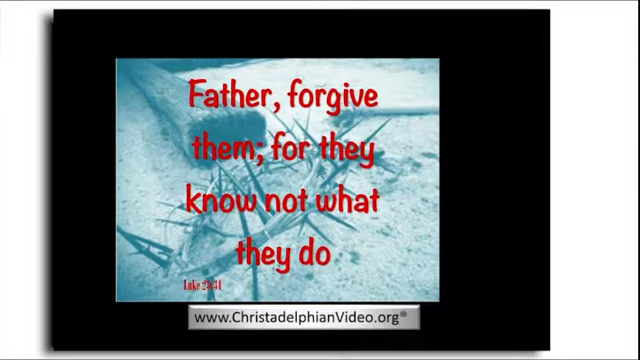 Father, forgive
them; for they
know not what
they do
Luke 23:34
www.ChristadelphianVideo.org®